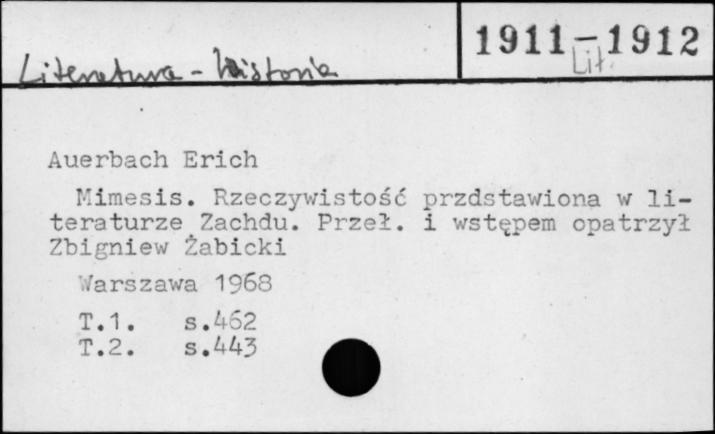 Literatura - historia
1911-1912
Lit.
Auerbach Erich
Mimesis. Rzeczywistość przdstawiona w li-
teraturze Zachdu. Przeł. i wstępem opatrzył
Zbigniew Żabicki
Warszawa 1968
T.1. s.462
T.2. s.443